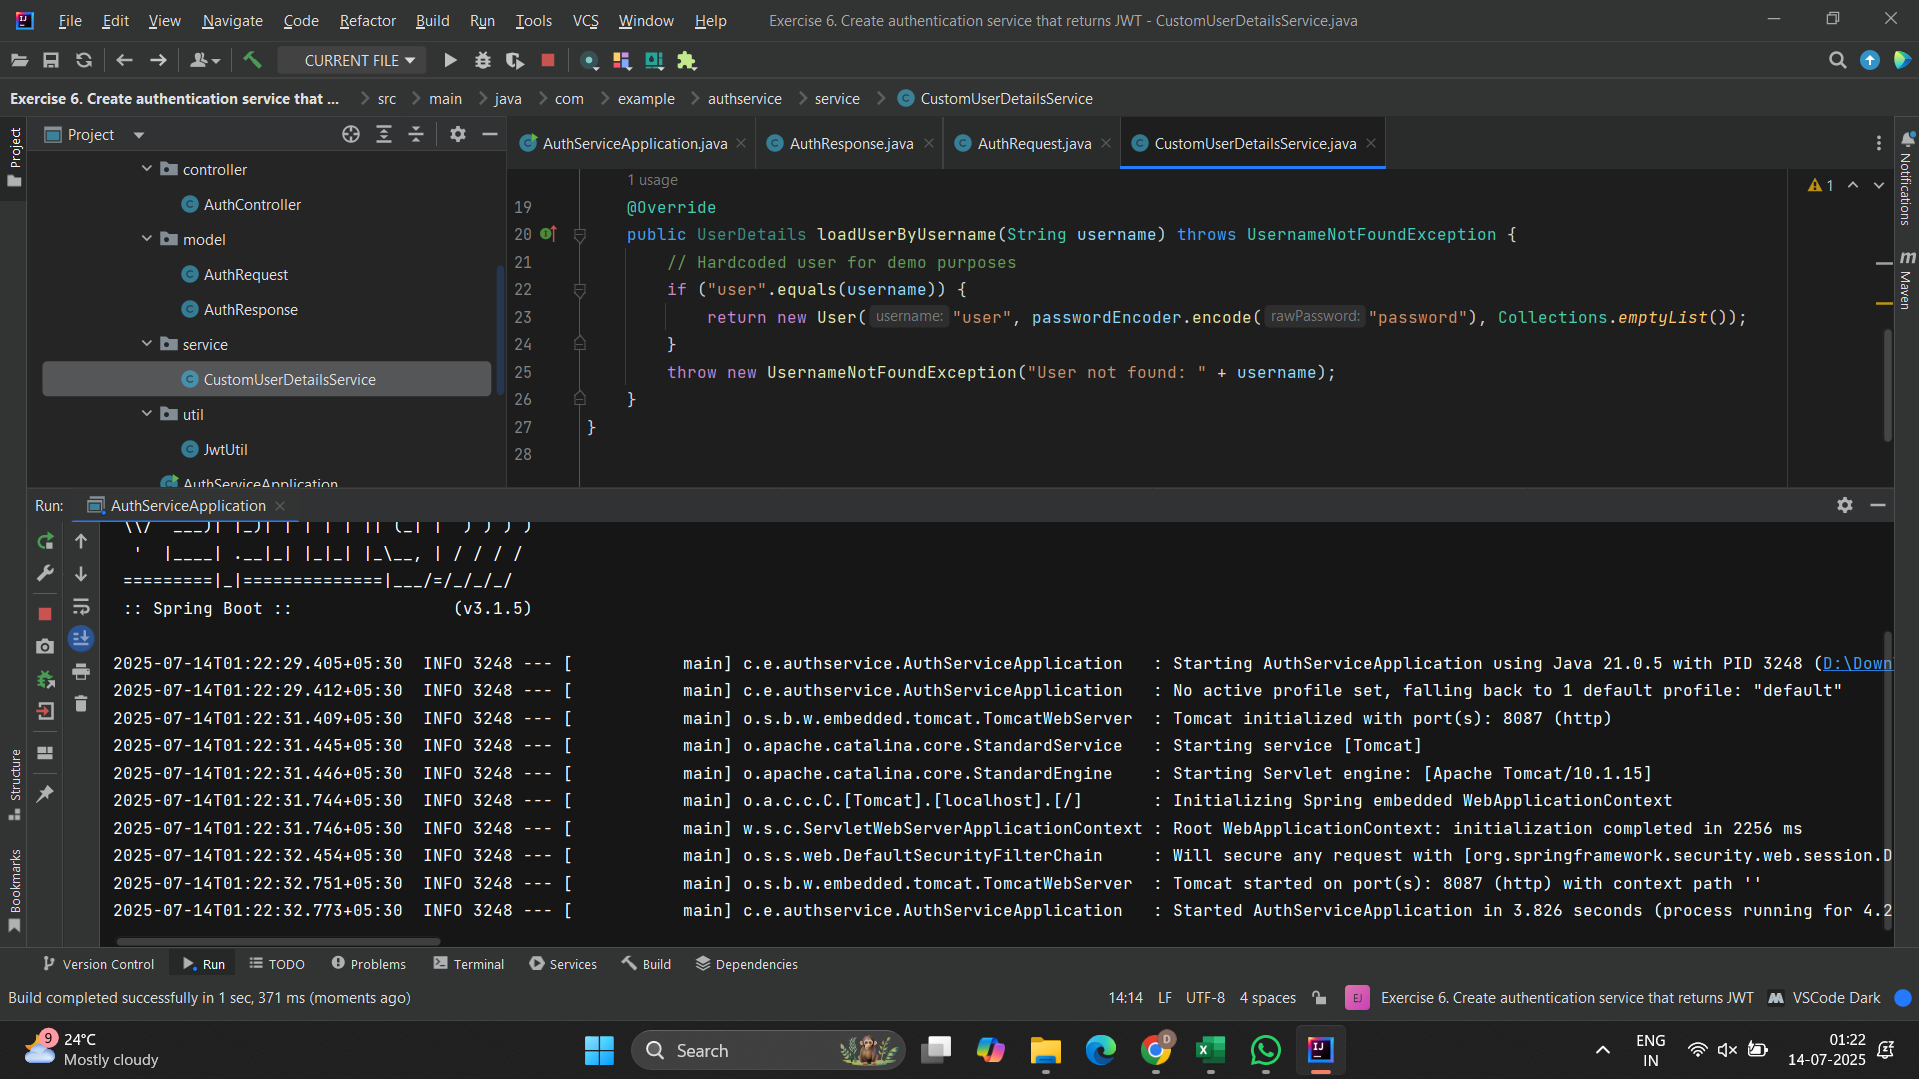 File Edit View Navigate Code Refactor Build Run Tools VCS Window Help Exercise 6. Create authentication service that returns JWT - CustomUserDetailsService.java
CURRENT FILE
Exercise 6. Create authentication service that ... src main java com example authservice service CustomUserDetailsService
Project
AuthServiceApplication.java AuthResponse.java AuthRequest.java CustomUserDetailsService.java
controller
AuthController
model
AuthRequest
AuthResponse
service
CustomUserDetailsService
util
JwtUtil
AuthServiceApplication
1 usage
19 @Override
20 public UserDetails loadUserByUsername(String username) throws UsernameNotFoundException {
21 // Hardcoded user for demo purposes
22 if ("user".equals(username)) {
23 return new User( username: "user", passwordEncoder.encode( rawPassword: "password"), Collections.emptyList());
24 }
25 throw new UsernameNotFoundException("User not found: " + username);
26 }
27 }
28
1
Project
Structure
Bookmarks
Notifications
Maven
Run: AuthServiceApplication
\\/ ___)| |_)| | | | | || (_| | ) ) ) )
' |____| .__|_| |_|_| |_\__, | / / / /
=========|_|==============|___/=/_/_/_/
:: Spring Boot :: (v3.1.5)
2025-07-14T01:22:29.405+05:30 INFO 3248 --- [ main] c.e.authservice.AuthServiceApplication : Starting AuthServiceApplication using Java 21.0.5 with PID 3248 (D:\Down
2025-07-14T01:22:29.412+05:30 INFO 3248 --- [ main] c.e.authservice.AuthServiceApplication : No active profile set, falling back to 1 default profile: "default"
2025-07-14T01:22:31.409+05:30 INFO 3248 --- [ main] o.s.b.w.embedded.tomcat.TomcatWebServer : Tomcat initialized with port(s): 8087 (http)
2025-07-14T01:22:31.445+05:30 INFO 3248 --- [ main] o.apache.catalina.core.StandardService : Starting service [Tomcat]
2025-07-14T01:22:31.446+05:30 INFO 3248 --- [ main] o.apache.catalina.core.StandardEngine : Starting Servlet engine: [Apache Tomcat/10.1.15]
2025-07-14T01:22:31.744+05:30 INFO 3248 --- [ main] o.a.c.c.C.[Tomcat].[localhost].[/] : Initializing Spring embedded WebApplicationContext
2025-07-14T01:22:31.746+05:30 INFO 3248 --- [ main] w.s.c.ServletWebServerApplicationContext : Root WebApplicationContext: initialization completed in 2256 ms
2025-07-14T01:22:32.454+05:30 INFO 3248 --- [ main] o.s.s.web.DefaultSecurityFilterChain : Will secure any request with [org.springframework.security.web.session.D
2025-07-14T01:22:32.751+05:30 INFO 3248 --- [ main] o.s.b.w.embedded.tomcat.TomcatWebServer : Tomcat started on port(s): 8087 (http) with context path ''
2025-07-14T01:22:32.773+05:30 INFO 3248 --- [ main] c.e.authservice.AuthServiceApplication : Started AuthServiceApplication in 3.826 seconds (process running for 4.2
Version Control Run TODO Problems Terminal Services Build Dependencies
Build completed successfully in 1 sec, 371 ms (moments ago) 14:14 LF UTF-8 4 spaces EJ Exercise 6. Create authentication service that returns JWT VSCode Dark
9 24°C
Mostly cloudy
Search
D
ENG
IN
01:22
14-07-2025